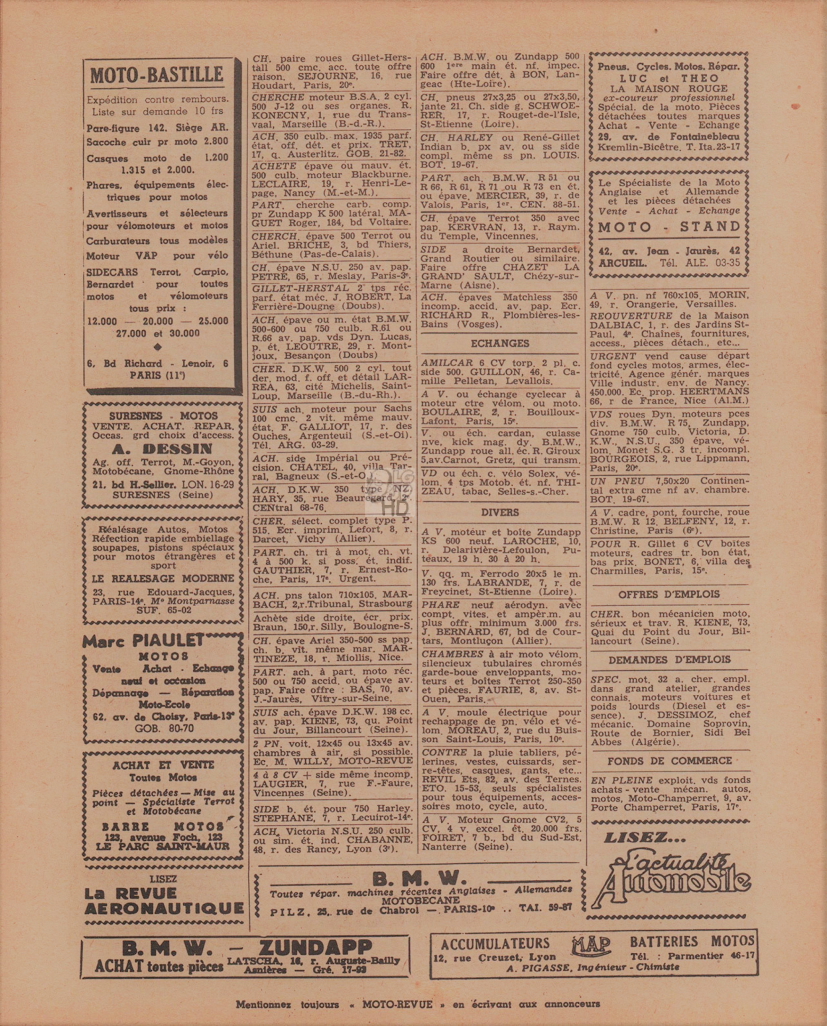 MOTO-BASTILLE
Expédition contre rembours.
Liste sur demande 10 frs
Pare-figure 142. Siège AR.
Sacoche cuir pr moto 2.800
Casques moto de 1.200
1.315 et 2.000.
Phares, équipements élec-
triques pour motos
Avertisseurs et sélecteurs
pour vélomoteurs et motos
Carburateurs tous modèles
Moteur VAP pour vélo
SIDECARS Terrot, Carpio,
Bernardet pour toutes
motos et vélomoteurs
tous prix :
12.000 — 20.000 — 25.000
27.000 et 30.000
6, Bd Richard - Lenoir, 6
PARIS (11e)
SURESNES - MOTOS
VENTE. ACHAT. REPAR.
Occas. grd choix d'access.
A. DESSIN
Ag. off. Terrot, M.-Goyon,
Motobécane, Gnome-Rhône
21, bd H.-Sellier. LON. 16-29
SURESNES (Seine)
Réalésage Autos, Motos
Réfection rapide embiellage
soupapes, pistons spéciaux
pour motos étrangères et
sport
LE REALESAGE MODERNE
23, rue Edouard-Jacques,
PARIS-14e, Mo Montparnasse
SUF. 65-02
Marc PIAULET
MOTOS
Vente Achat - Echange
neuf et occasion
Dépannage — Réparation
Moto-Ecole
62, av. de Choisy, Paris-13e
GOB. 80-70
ACHAT ET VENTE
Toutes Motos
Pièces détachées — Mise au
point — Spécialiste Terrot
et Motobécane
BARRE MOTOS
123, avenue Foch, 123
LE PARC SAINT-MAUR
LISEZ
La REVUE
AERONAUTIQUE
CH. paire roues Gillet-Hers-
tall 500 cmc, acc. toute offre
raison. SEJOURNE, 16, rue
Houdart, Paris, 20e.
CHERCHE moteur B.S.A. 2 cyl.
500 J-12 ou ses organes. R.
KONECNY, 1, rue du Trans-
vaal, Marseille (B.-d.-R.).
ACH. 350 culb. max. 1935 parf.
état, off. dét. et prix. TRET,
17, q. Austerlitz. GOB. 21-82.
ACHETE épave ou mauv. ét.
500 culb. moteur Blackburne.
LECLAIRE, 19, r. Henri-Le-
page, Nancy (M.-et-M.).
PART. cherche carb. comp.
pr Zundapp K 500 latéral. MA-
GUET Roger, 184, bd Voltaire.
CHERCH. épave 500 Terrot ou
Ariel. BRICHE, 3, bd Thiers,
Béthune (Pas-de-Calais).
CH. épave N.S.U. 250 av. pap.
PETRE, 65, r. Meslay, Paris-3e.
GILLET-HERSTAL 2 tps réc.
parf. état méc. J. ROBERT, La
Ferrière-Dougne (Doubs).
ACH. épave ou m. état B.M.W.
500-600 ou 750 culb. R.61 ou
R.66 av. pap. vds Dyn. Lucas,
p. ét. LEOUTRE, 29, r. Mont-
joux, Besançon (Doubs)
CHER. D.K.W. 500 2 cyl. tout
der. mod. f. off. et détail LAR-
REA, 63, cité Michelis, Saint-
Loup, Marseille (B.-du-Rh.).
SUIS ach. moteur pour Sachs
100 cmc, 2 vit. même mauv.
état, F. GALLIOT, 17, r. des
Ouches, Argenteuil (S.-et-Oi).
Tél. ARG. 03-29.
ACH. side Impérial ou Pré-
cision. CHATEL, 40, villa Tar-
ral, Bagneux (S.-et-O.
ACH. D.K.W. 350 type NZ.
HARY, 35, rue Beauregard, 2e
CENtral 68-76.
CHER. sélect. complet type P.
515. Ecr. imprim. Lefort, 8, r.
Darcet, Vichy (Allier).
PART. ch. tri à mot. ch. vt.
4 à 500 k. si poss. ét. indif.
GAUTHIER, 7, r. Ernest-Ro-
che, Paris, 17e. Urgent.
ACH. pns talon 710x105, MAR-
BACH, 2,r.Tribunal, Strasbourg
Achète side droite, écr. prix.
Braun, 150,r. Silly, Boulogne-S.
CH. épave Ariel 350-500 ss pap.
ch. b. vit. même mar. MAR-
TINEZE, 18, r. Miollis, Nice.
PART. ach. à part. moto réc.
500 ou 750 accid. ou épave av.
pap. Faire offre : BAS, 70, av.
J.-Jaurès, Vitry-sur-Seine.
SUIS ach. épave D.K.W. 198 cc.
av. pap. KIENE, 73, qu. Point
du Jour, Billancourt (Seine).
2 PN. voit. 12x45 ou 13x45 av.
chambres à air, si possible.
Ec. M. WILLY, MOTO-REVUE
4 à 8 CV + side même incomp.
LAUGIER, 7, rue F.-Faure,
Vincennes (Seine).
SIDE b. ét. pour 750 Harley.
STEPHANE, 7, r. Lecuirot-14e.
ACH. Victoria N.S.U. 250 culb.
ou sim. ét. ind. CHABANNE,
48, r. des Rancy, Lyon (3e).
ACH. B.M.W. ou Zundapp 500
600 1ère main ét. nf. impec.
Faire offre dét. à BON, Lan-
geac (Hte-Loire).
CH. pneus 27x3,25 ou 27x3,50,
jante 21. Ch. side g. SCHWOE-
RER, 17, r. Rouget-de-l'Isle,
St-Etienne (Loire).
CH. HARLEY ou René-Gillet
Indian b. px av. ou ss side
compl. même ss pn. LOUIS.
BOT. 19-67.
PART. ach. B.M.W. R 51 ou
R 66, R 61, R 71 ou R 73 en ét.
ou épave, MERCIER, 39, r. de
Valois, Paris, 1er. CEN. 88-51.
CH. épave Terrot 350 avec
pap. KERVRAN, 13, r. Raym.
du Temple, Vincennes.
SIDE a droite Bernardet,
Grand Routier ou similaire.
Faire offre CHAZET LA
GRAND' SAULT, Chézy-sur-
Marne (Aisne).
ACH. épaves Matchless 350
incomp. accid. av. pap. Ecr.
RICHARD R., Plombières-les-
Bains (Vosges).
ECHANGES
AMILCAR 6 CV torp. 2 pl. c.
side 500. GUILLON, 46, r. Ca-
mille Pelletan, Levallois.
A V. ou échange cyclecar à
moteur ctre vélom. ou moto.
BOULAIRE, 2, r. Bouilloux-
Lafont, Paris, 15e.
V. ou éch. cardan, culasse
nve, kick mag. dy. B.M.W.,
Zundapp roue all. éc. R. Giroux
5,av.Carnot, Gretz, qui transm.
VD ou éch. c. vélo Solex, vé-
lom. 4 tps Motob. ét. nf. THI-
ZEAU, tabac, Selles-s.-Cher.
DIVERS
A V. moteur et boîte Zundapp
KS 600 neuf. LAROCHE, 10,
r. Delarivière-Lefoulon, Pu-
teaux, 19 h. 30 à 20 h.
V. qq. m. Ferrodo 20x5 le m.
130 frs. LABRANDE, 7, r. de
Freycinet, St-Etienne (Loire).
PHARE neuf aérodyn. avec
compt. vites. et ampèr.m. au
plus offr. minimum 3.000 frs.
J. BERNARD, 67, bd de Cour-
tars, Montluçon (Allier).
CHAMBRES à air moto vélom.
silencieux tubulaires chromés
garde-boue enveloppants, mo-
teurs et boîtes Terrot 250-350
et pièces. FAURIE, 8, av. St-
Ouen, Paris.
A V. moule électrique pour
rechapage de pn. vélo et vé-
lom. MOREAU, 2, rue du Buis-
son Saint-Louis, Paris, 10e.
CONTRE la pluie tabliers, pé-
lerines, vestes, cuissards, ser-
re-têtes, casques, gants, etc...
REVIL Ets, 82, av. des Ternes.
ETO. 15-53, seuls spécialistes
pour tous équipements, acces-
soires moto, cycle, auto.
A V. Moteur Gnome CV2, 5
CV, 4 v. excel. ét. 20.000 frs.
FOIRET, 7 b., bd du Sud-Est,
Nanterre (Seine).
Pneus. Cycles. Motos. Répar.
LUC et THEO
LA MAISON ROUGE
ex-coureur professionnel
Spécial. de la moto. Pièces
détachées toutes marques
Achat - Vente - Echange
29, av. de Fontainebleau
Kremlin-Bicêtre. T. Ita. 23-17
Le Spécialiste de la Moto
Anglaise et Allemande
et les pièces détachées
Vente - Achat - Echange
MOTO - STAND
42, av. Jean - Jaurès, 42
ARCUEIL. Tél. ALE. 03-35
A V. pn. nf 760x105. MORIN,
49, r. Orangerie, Versailles.
REOUVERTURE de la Maison
DALBAC, 1, r. des Jardins St-
Paul, 4e. Chaînes, fournitures,
access., pièces détach., etc...
URGENT vend cause départ
fond cycles motos, armes, élec-
tricité. Agence génér. marques
Ville industr. env. de Nancy.
450.000. Ec. prop. HEERTMANS
66, r de France, Nice (Al.M.)
VDS roues Dyn. moteurs pces
div. B.M.W. R 75, Zundapp,
Gnome 750 culb. Victoria, D.
K.W., N.S.U., 350 épave, vé-
lom. Monet S.G. 3 tr. incompl.
BOURGEOIS, 2, rue Lippmann,
Paris, 20e.
UN PNEU 7,50x20 Continen-
tal extra cme nf av. chambre.
BOT. 19-67.
A V. cadre, pont, fourche, roue
B.M.W. R 12. BELFENY, 12, r.
Christine, Paris (6e).
POUR R. Gillet 6 CV boîtes
moteurs, cadres tr. bon état,
bas prix. BONET, 6, villa des
Charmilles, Paris, 15e.
OFFRES D'EMPLOIS
CHER. bon mécanicien moto,
sérieux et trav. R. KIENE, 73,
Quai du Point du Jour, Bil-
lancourt (Seine).
DEMANDES D'EMPLOIS
SPEC. mot. 32 a. cher. empl.
dans grand atelier, grandes
connais. moteurs voitures et
poids lourds (Diesel et es-
sence). J. DESSIMOZ, chef
mécanic. Domaine Soprovin,
Route de Bornier, Sidi Bel
Abbes (Algérie).
FONDS DE COMMERCE
EN PLEINE exploit. vds fonds
achats - vente mécan. autos,
motos, Moto-Champerret, 9, av.
Porte Champerret, Paris, 17e.
LISEZ...
L'actualité
Automobile
B. M. W.
Toutes répar. machines récentes Anglaises - Allemandes
MOTOBECANE
PILZ, 25, rue de Chabrol — PARIS-10e .. TAI. 59-87
B. M. W. — ZUNDAPP
ACHAT toutes pièces LATSCHA, 16, r. Auguste-Bailly
Asnières — Gré. 17-93
ACCUMULATEURS MAP BATTERIES MOTOS
12, rue Creuzet, Lyon Tél. : Parmentier 46-17
A. PIGASSE, Ingénieur - Chimiste
Mentionnez toujours « MOTO-REVUE » en écrivant aux annonceurs